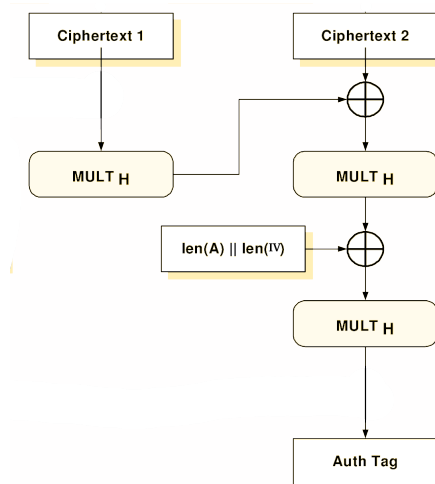 Ciphertext 1
Ciphertext 2
MULT H
MULT H
len(A) || len(IV)
MULT H
Auth Tag